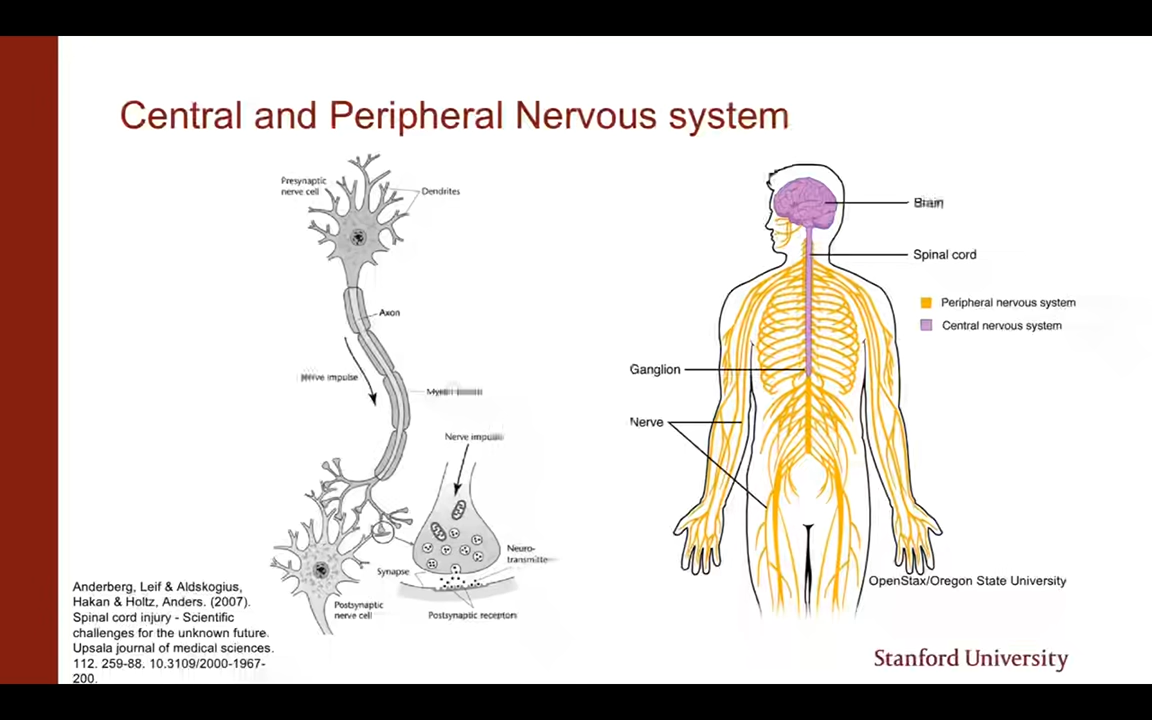 Central and Peripheral Nervous system
Presynaptic
nerve cell
Dendrites
Axon
Nerve impulse
Nerve impulse
Neuro-
Synapse
Postsynaptic receptors
Postsynaptic
nerve cell
Brain
Spinal cord
Peripheral nervous system
Central nervous system
Ganglion
Nerve
OpenStax/Oregon State University
Anderberg, Leif & Aldskogius,
Hakan & Holtz, Anders. (2007).
Spinal cord injury - Scientific
challenges for the unknown future.
Upsala journal of medical sciences.
112. 259-88. 10.3109/2000-1967-
200.
Stanford University